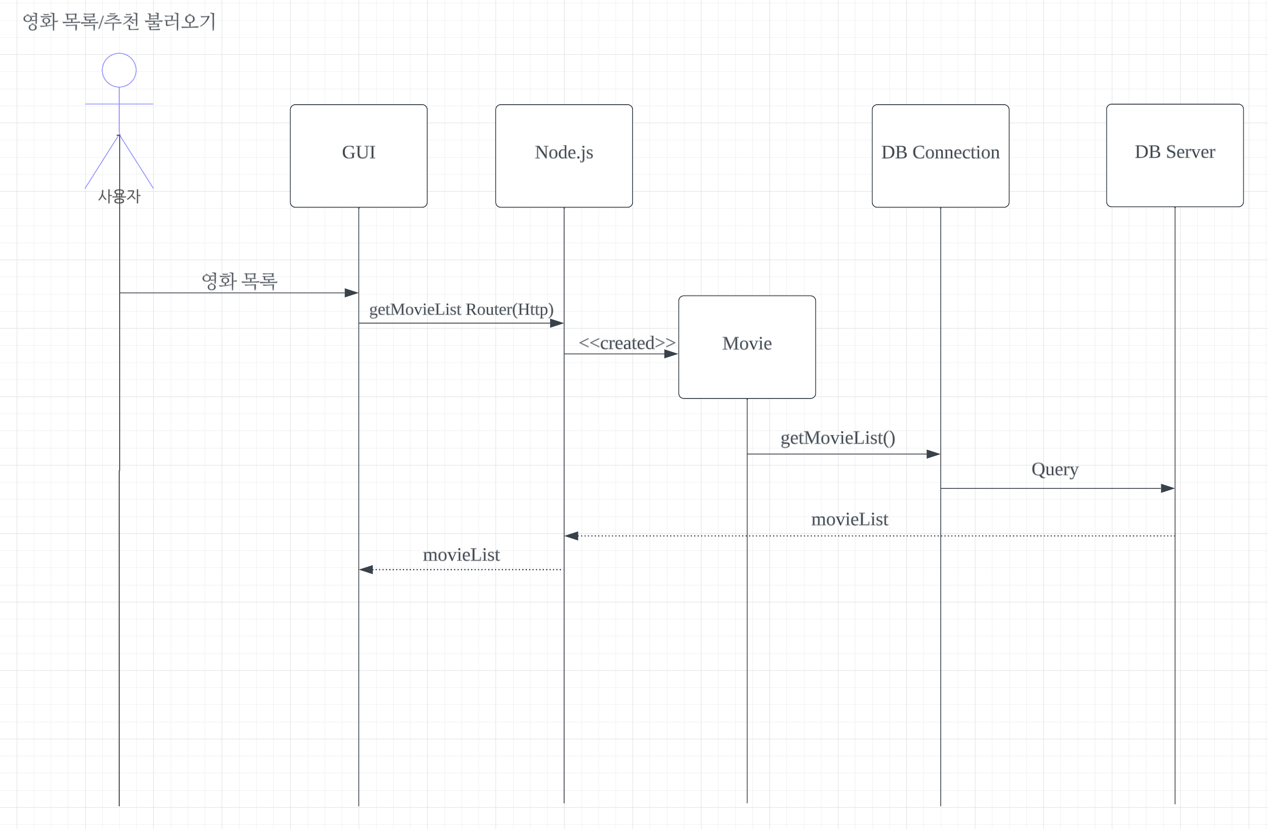 영화 목록/추천 불러오기
사용자
GUI
Node.js
DB Connection
DB Server
영화 목록
getMovieList Router(Http)
<<created>>
Movie
getMovieList()
Query
movieList
movieList